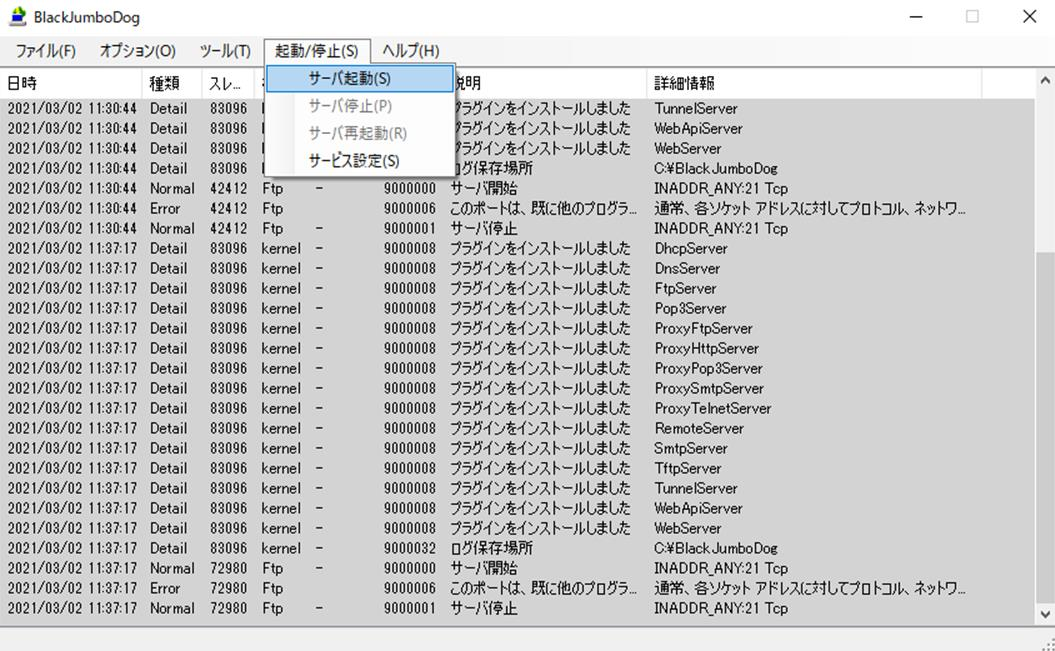 BlackJumboDog
ファイル(F) オプション(O) ツール(T) 起動/停止(S) ヘルプ(H)
サーバ起動(S)
サーバ停止(P)
サーバ再起動(R)
サービス設定(S)
日時 種類 スレ... 説明 詳細情報
2021/03/02 11:30:44 Detail 83096 プラグインをインストールしました TunnelServer
2021/03/02 11:30:44 Detail 83096 プラグインをインストールしました WebApiServer
2021/03/02 11:30:44 Detail 83096 プラグインをインストールしました WebServer
2021/03/02 11:30:44 Detail 83096 ログ保存場所 C:¥BlackJumboDog
2021/03/02 11:30:44 Normal 42412 Ftp - 9000000 サーバ開始 INADDR_ANY:21 Tcp
2021/03/02 11:30:44 Error 42412 Ftp 9000006 このポートは、既に他のプログラ... 通常、各ソケット アドレスに対してプロトコル、ネットワ...
2021/03/02 11:30:44 Normal 42412 Ftp - 9000001 サーバ停止 INADDR_ANY:21 Tcp
2021/03/02 11:37:17 Detail 83096 kernel - 9000008 プラグインをインストールしました DhcpServer
2021/03/02 11:37:17 Detail 83096 kernel - 9000008 プラグインをインストールしました DnsServer
2021/03/02 11:37:17 Detail 83096 kernel - 9000008 プラグインをインストールしました FtpServer
2021/03/02 11:37:17 Detail 83096 kernel - 9000008 プラグインをインストールしました Pop3Server
2021/03/02 11:37:17 Detail 83096 kernel - 9000008 プラグインをインストールしました ProxyFtpServer
2021/03/02 11:37:17 Detail 83096 kernel - 9000008 プラグインをインストールしました ProxyHttpServer
2021/03/02 11:37:17 Detail 83096 kernel - 9000008 プラグインをインストールしました ProxyPop3Server
2021/03/02 11:37:17 Detail 83096 kernel - 9000008 プラグインをインストールしました ProxySmtpServer
2021/03/02 11:37:17 Detail 83096 kernel - 9000008 プラグインをインストールしました ProxyTelnetServer
2021/03/02 11:37:17 Detail 83096 kernel - 9000008 プラグインをインストールしました RemoteServer
2021/03/02 11:37:17 Detail 83096 kernel - 9000008 プラグインをインストールしました SmtpServer
2021/03/02 11:37:17 Detail 83096 kernel - 9000008 プラグインをインストールしました TftpServer
2021/03/02 11:37:17 Detail 83096 kernel - 9000008 プラグインをインストールしました TunnelServer
2021/03/02 11:37:17 Detail 83096 kernel - 9000008 プラグインをインストールしました WebApiServer
2021/03/02 11:37:17 Detail 83096 kernel - 9000008 プラグインをインストールしました WebServer
2021/03/02 11:37:17 Detail 83096 kernel - 9000032 ログ保存場所 C:¥BlackJumboDog
2021/03/02 11:37:17 Normal 72980 Ftp - 9000000 サーバ開始 INADDR_ANY:21 Tcp
2021/03/02 11:37:17 Error 72980 Ftp 9000006 このポートは、既に他のプログラ... 通常、各ソケット アドレスに対してプロトコル、ネットワ...
2021/03/02 11:37:17 Normal 72980 Ftp - 9000001 サーバ停止 INADDR_ANY:21 Tcp